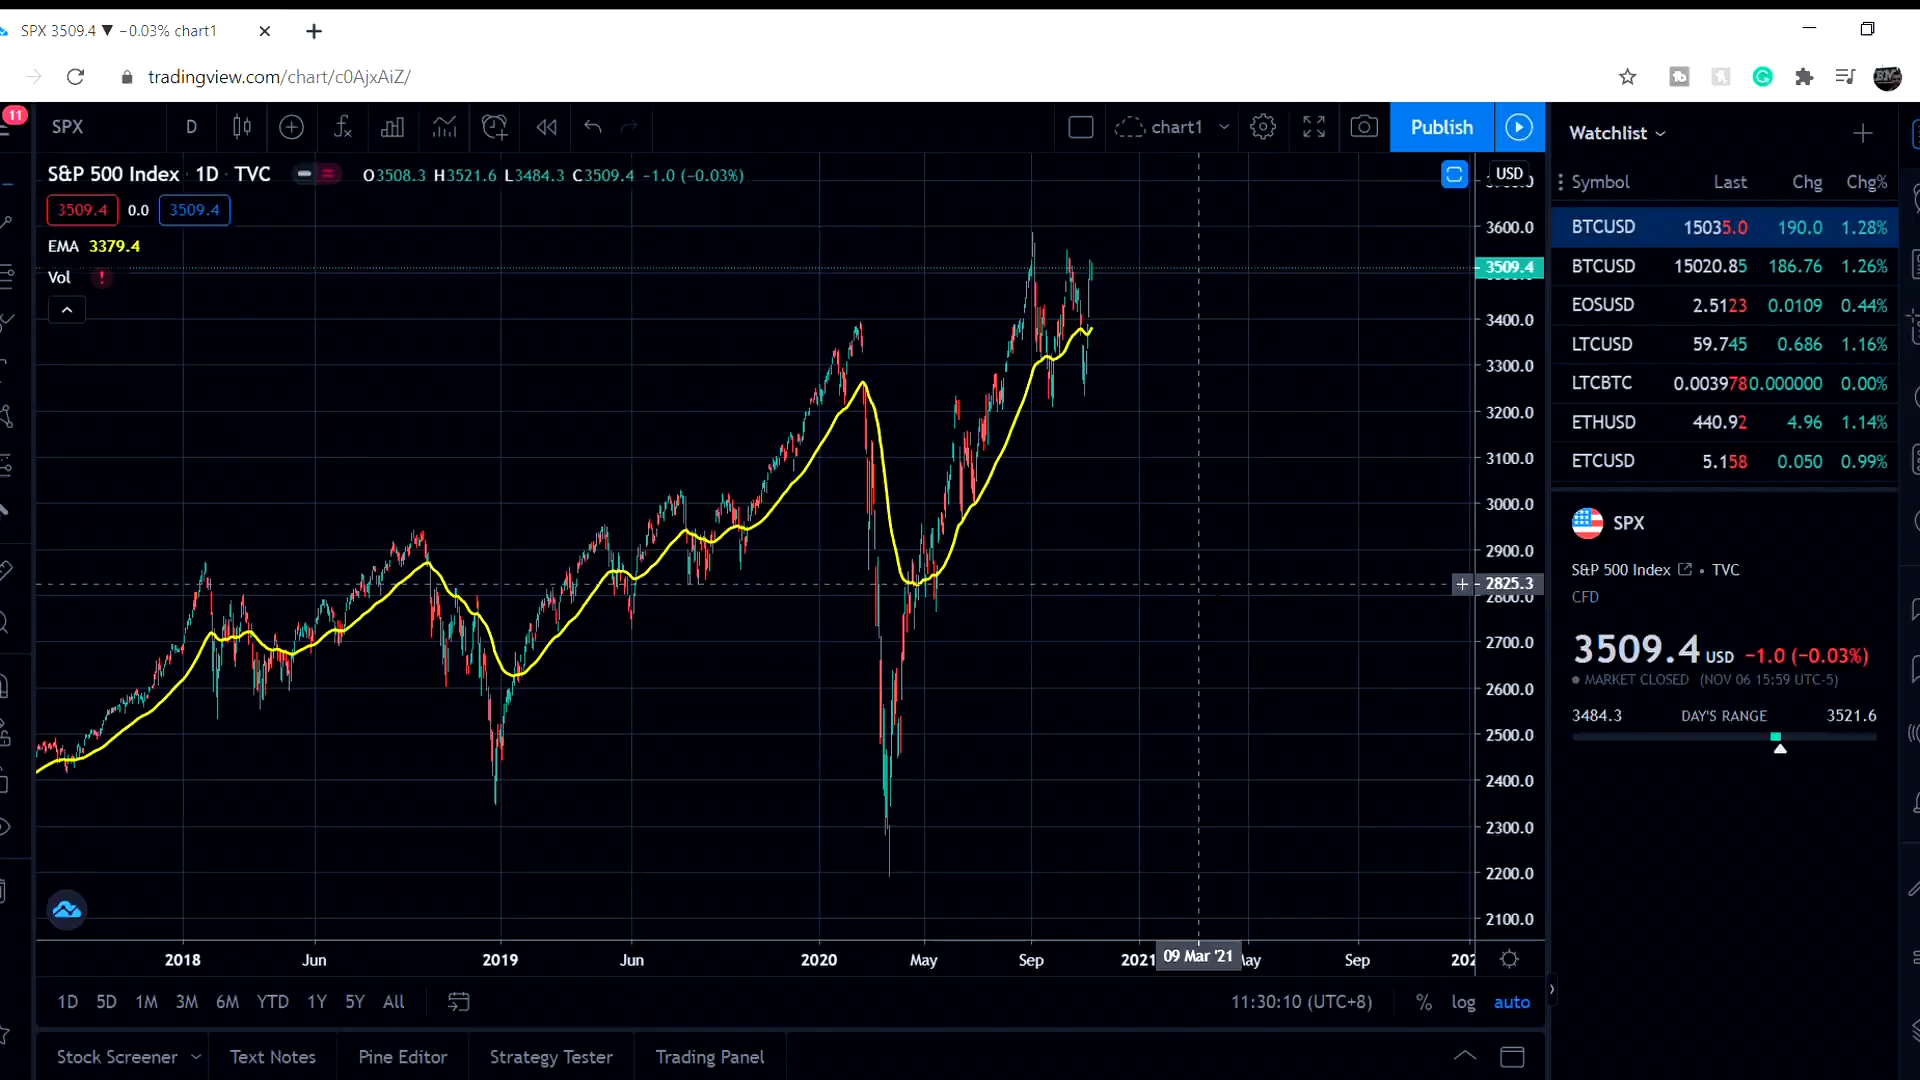 SPX 3509.4 ▼ −0.03% chart1
tradingview.com/chart/c0AjxAiZ/
11
SPX D chart1 Publish
S&P 500 Index · 1D · TVC O3508.3 H3521.6 L3484.3 C3509.4 −1.0 (−0.03%)
3509.4 0.0 3509.4
EMA 3379.4
Vol !
USD
3600.0
3509.4
3400.0
3300.0
3200.0
3100.0
3000.0
2900.0
2825.3
2800.0
2700.0
2600.0
2500.0
2400.0
2300.0
2200.0
2100.0
2018 Jun 2019 Jun 2020 May Sep 2021 09 Mar '21 Sep
1D 5D 1M 3M 6M YTD 1Y 5Y All 11:30:10 (UTC+8) % log auto
Stock Screener Text Notes Pine Editor Strategy Tester Trading Panel
Watchlist
Symbol Last Chg Chg%
BTCUSD 15035.0 190.0 1.28%
BTCUSD 15020.85 186.76 1.26%
EOSUSD 2.5123 0.0109 0.44%
LTCUSD 59.745 0.686 1.16%
LTCBTC 0.003978 0.000000 0.00%
ETHUSD 440.92 4.96 1.14%
ETCUSD 5.158 0.050 0.99%
SPX
S&P 500 Index • TVC
CFD
3509.4 USD −1.0 (−0.03%)
MARKET CLOSED (NOV 06 15:59 UTC-5)
3484.3 DAY'S RANGE 3521.6